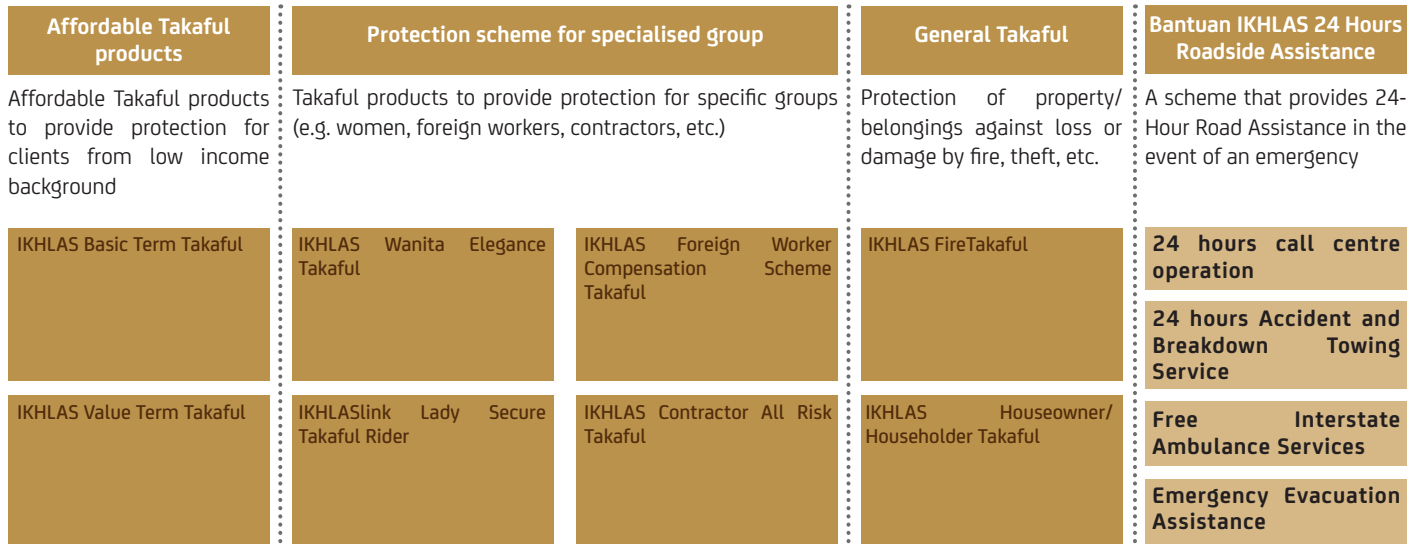 Affordable Takaful
products
Affordable Takaful products
to provide protection for
clients from low income
background
IKHLAS Basic Term Takaful
IKHLAS Value Term Takaful
Protection scheme for specialised group
Takaful products to provide protection for specific groups
(e.g. women, foreign workers, contractors, etc.)
IKHLAS Wanita Elegance
Takaful
IKHLAS Foreign Worker
Compensation Scheme
Takaful
IKHLASlink Lady Secure
Takaful Rider
IKHLAS Contractor All Risk
Takaful
General Takaful
Protection of property/
belongings against loss or
damage by fire, theft, etc.
IKHLAS FireTakaful
IKHLAS Houseowner/
Householder Takaful
Bantuan IKHLAS 24 Hours
Roadside Assistance
A scheme that provides 24-
Hour Road Assistance in the
event of an emergency
24 hours call centre
operation
24 hours Accident and
Breakdown Towing
Service
Free Interstate
Ambulance Services
Emergency Evacuation
Assistance